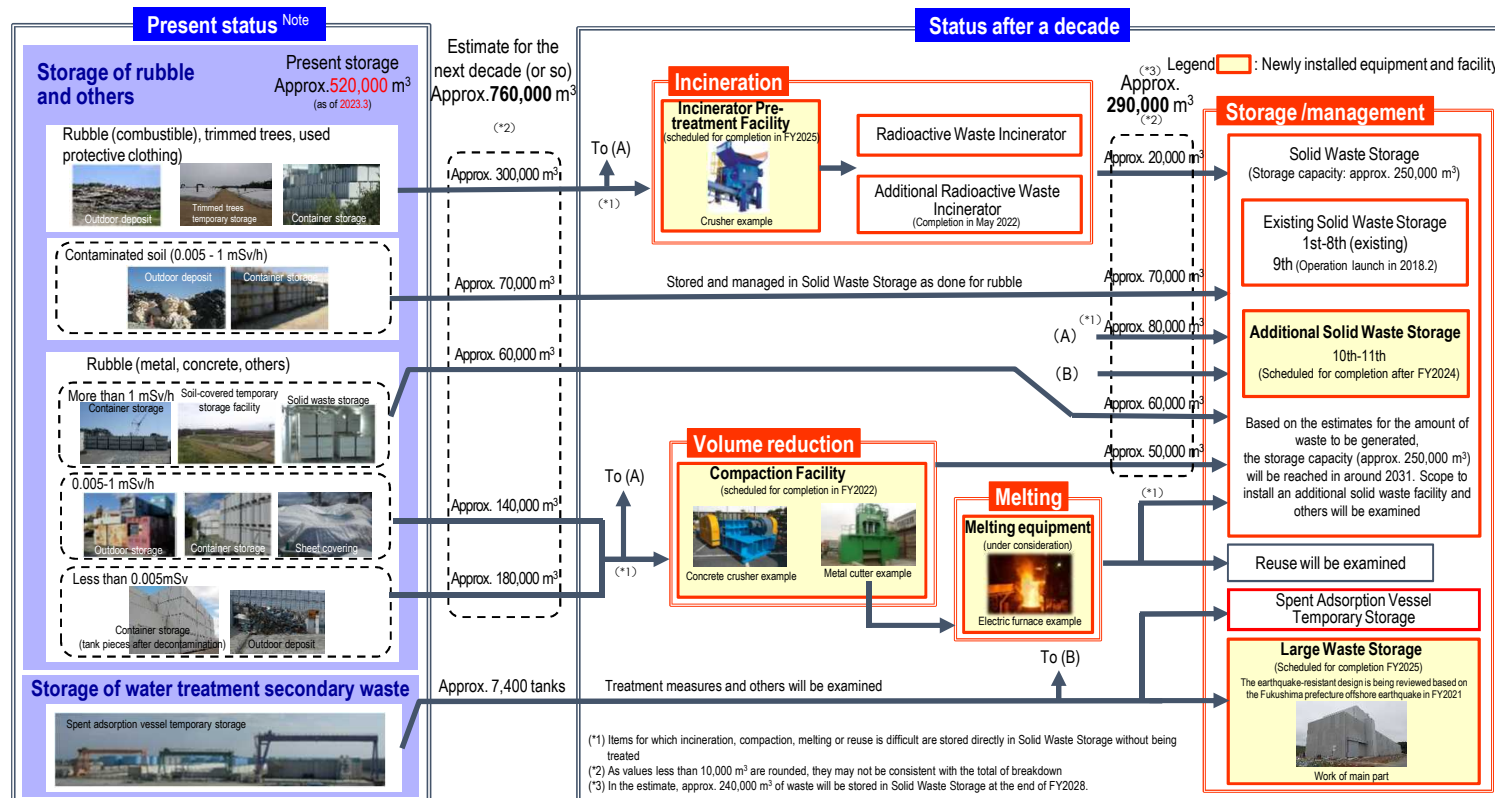 Present status Note
Storage of rubble
and others
Present storage
Approx.520,000 m³
(as of 2023.3)
Rubble (combustible), trimmed trees, used
protective clothing)
Outdoor deposit
Trimmed trees
temporary storage
Container storage
Contaminated soil (0.005 - 1 mSv/h)
Outdoor deposit
Container storage
Rubble (metal, concrete, others)
More than 1 mSv/h
Container storage
Soil-covered temporary
storage facility
Solid waste storage
0.005-1 mSv/h
Outdoor storage
Container storage
Sheet covering
Less than 0.005mSv
Container storage
(tank pieces after decontamination)
Outdoor deposit
Storage of water treatment secondary waste
Spent adsorption vessel temporary storage
Estimate for the
next decade (or so)
Approx.760,000 m³
(*2)
Approx. 300,000 m³
Approx. 70,000 m³
Approx. 60,000 m³
Approx. 140,000 m³
Approx. 180,000 m³
Approx. 7,400 tanks
Status after a decade
Legend : Newly installed equipment and facility
To (A)
(*1)
Incineration
Incinerator Pre-
treatment Facility
(scheduled for completion in FY2025)
Crusher example
Radioactive Waste Incinerator
Additional Radioactive Waste
Incinerator
(Completion in May 2022)
Stored and managed in Solid Waste Storage as done for rubble
To (A)
(*1)
Volume reduction
Compaction Facility
(scheduled for completion in FY2022)
Concrete crusher example
Metal cutter example
Melting
Melting equipment
(under consideration)
Electric furnace example
Treatment measures and others will be examined
To (B)
(*3)
Approx.
290,000 m³
(*2)
Approx. 20,000 m³
Approx. 70,000 m³
(A)
(*1)
Approx. 80,000 m³
(B)
Approx. 60,000 m³
Approx. 50,000 m³
(*1)
Storage /management
Solid Waste Storage
(Storage capacity: approx. 250,000 m³)
Existing Solid Waste Storage
1st-8th (existing)
9th (Operation launch in 2018.2)
Additional Solid Waste Storage
10th-11th
(Scheduled for completion after FY2024)
Based on the estimates for the amount of
waste to be generated,
the storage capacity (approx. 250,000 m³)
will be reached in around 2031. Scope to
install an additional solid waste facility and
others will be examined
Reuse will be examined
Spent Adsorption Vessel
Temporary Storage
Large Waste Storage
(Scheduled for completion FY2025)
The earthquake-resistant design is being reviewed based on
the Fukushima prefecture offshore earthquake in FY2021
Work of main part
(*1) Items for which incineration, compaction, melting or reuse is difficult are stored directly in Solid Waste Storage without being
treated
(*2) As values less than 10,000 m³ are rounded, they may not be consistent with the total of breakdown
(*3) In the estimate, approx. 240,000 m³ of waste will be stored in Solid Waste Storage at the end of FY2028.